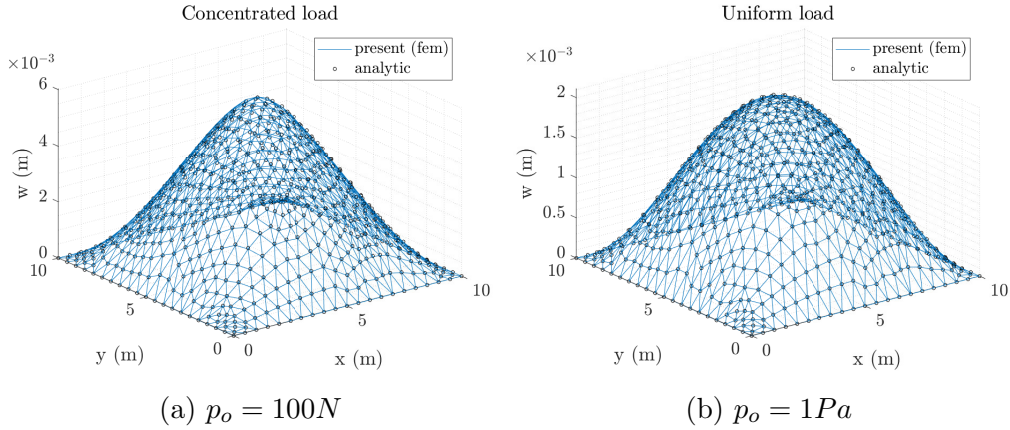 Concentrated load
×10⁻³
present (fem)
analytic
6
4
2
0
w (m)
10
5
0
y (m)
0
5
10
x (m)
(a) pₒ = 100N
Uniform load
×10⁻³
present (fem)
analytic
2
1.5
1
0.5
0
w (m)
10
5
0
y (m)
0
5
10
x (m)
(b) pₒ = 1Pa